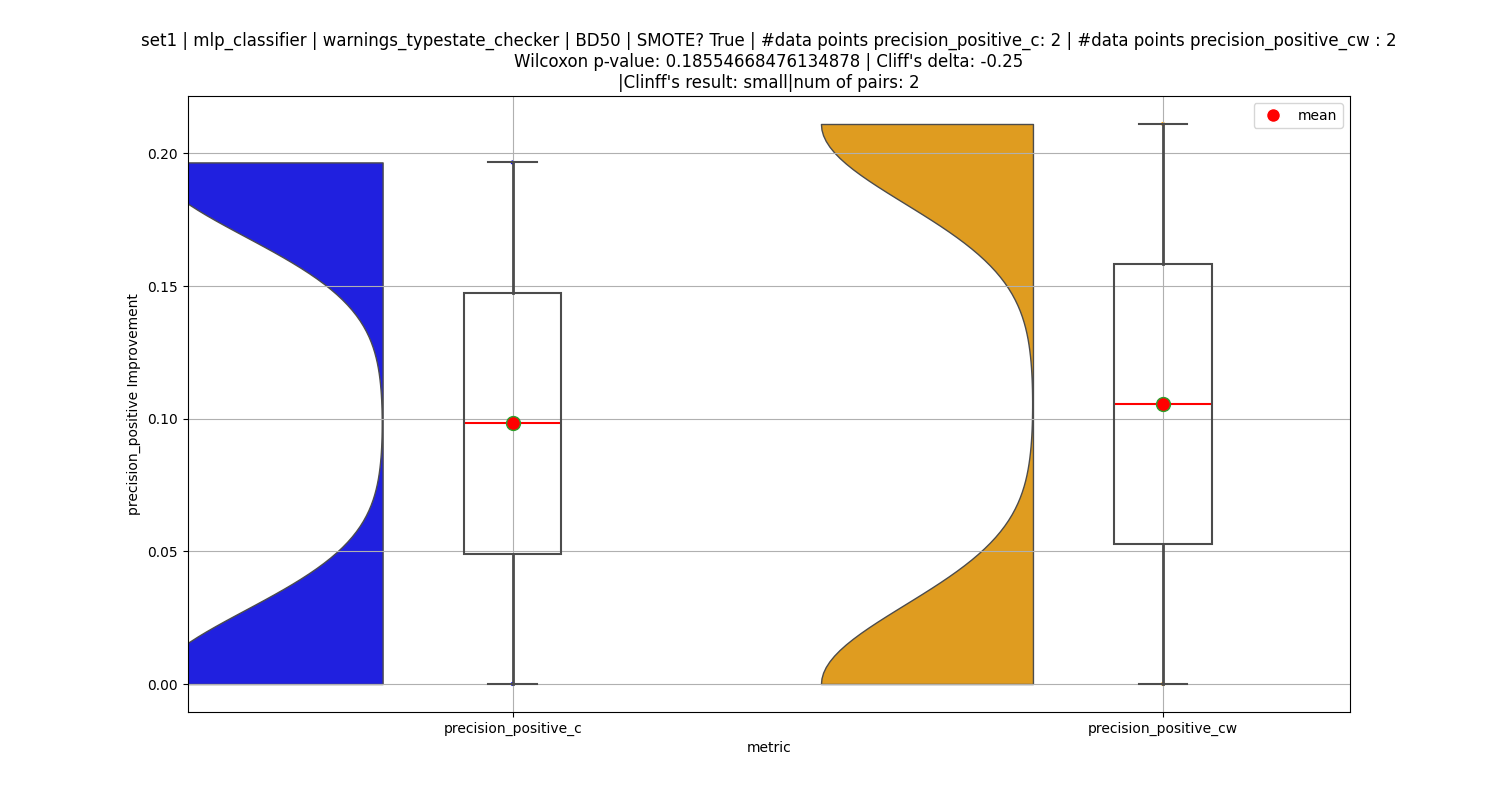 set1 | mlp_classifier | warnings_typestate_checker | BD50 | SMOTE? True | #data points precision_positive_c: 2 | #data points precision_positive_cw : 2
Wilcoxon p-value: 0.18554668476134878 | Cliff's delta: -0.25
|Clinff's result: small|num of pairs: 2
mean
0.20
0.15
0.10
0.05
0.00
precision_positive Improvement
precision_positive_c
precision_positive_cw
metric